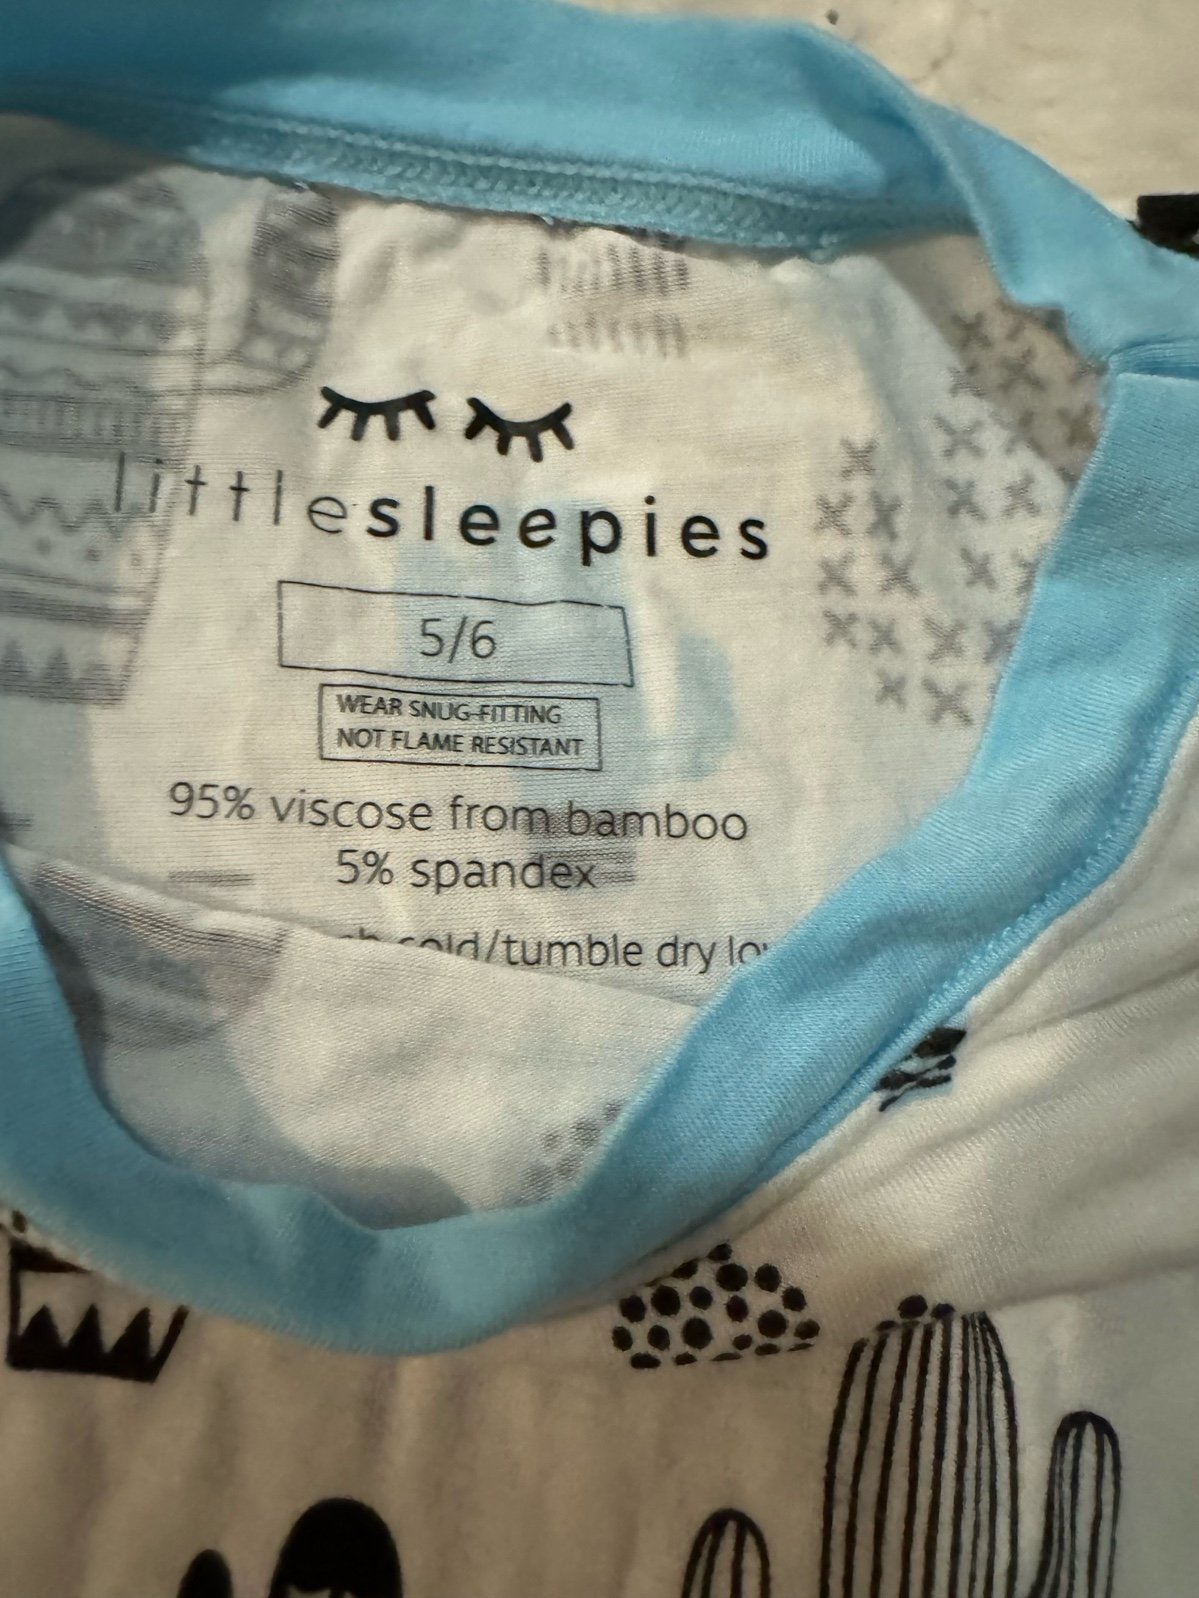 littlesleepies
5/6
WEAR SNUG-FITTING
NOT FLAME RESISTANT
95% viscose from bamboo
5% spandex
cold/tumble dry